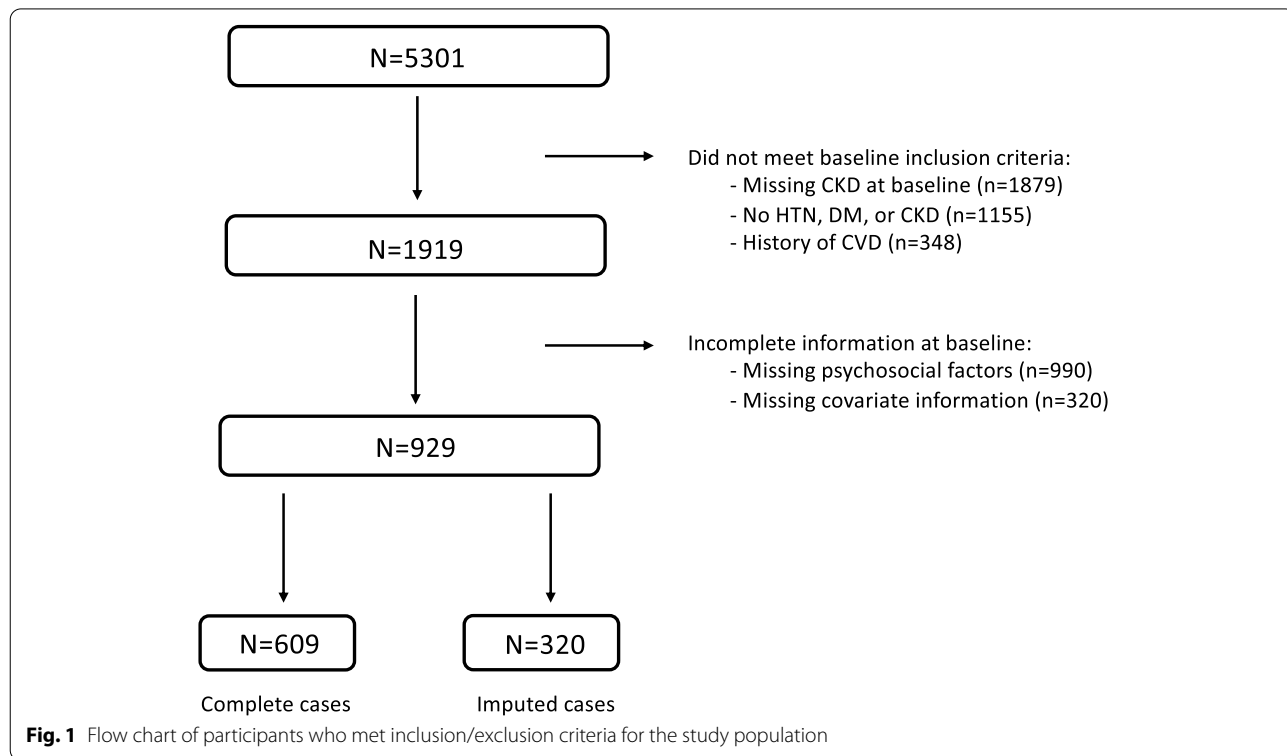 N=5301
Did not meet baseline inclusion criteria:
- Missing CKD at baseline (n=1879)
- No HTN, DM, or CKD (n=1155)
- History of CVD (n=348)
N=1919
Incomplete information at baseline:
- Missing psychosocial factors (n=990)
- Missing covariate information (n=320)
N=929
N=609
N=320
Complete cases
Imputed cases
Fig. 1 Flow chart of participants who met inclusion/exclusion criteria for the study population